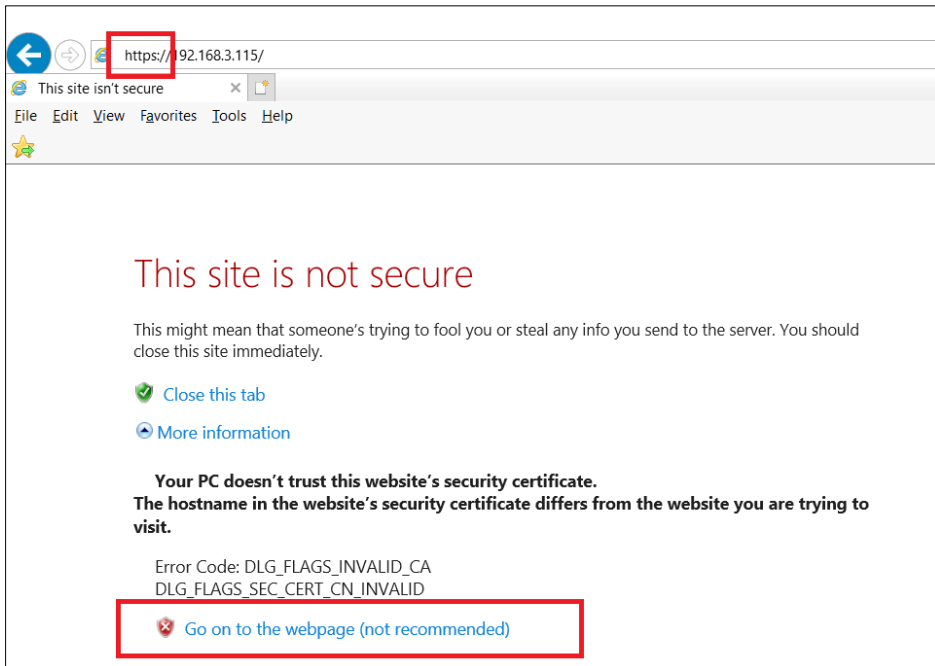 https://192.168.3.115/
This site isn't secure
File Edit View Favorites Tools Help
This site is not secure
This might mean that someone's trying to fool you or steal any info you send to the server. You should
close this site immediately.
Close this tab
More information
Your PC doesn't trust this website's security certificate.
The hostname in the website's security certificate differs from the website you are trying to
visit.
Error Code: DLG_FLAGS_INVALID_CA
DLG_FLAGS_SEC_CERT_CN_INVALID
Go on to the webpage (not recommended)